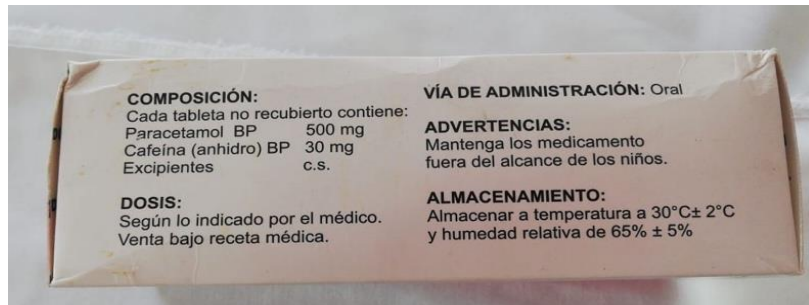 COMPOSICIÓN:
Cada tableta no recubierto contiene:
Paracetamol BP 500 mg
Cafeína (anhidro) BP 30 mg
Excipientes c.s.
DOSIS:
Según lo indicado por el médico.
Venta bajo receta médica.
VÍA DE ADMINISTRACIÓN: Oral
ADVERTENCIAS:
Mantenga los medicamento
fuera del alcance de los niños.
ALMACENAMIENTO:
Almacenar a temperatura a 30°C± 2°C
y humedad relativa de 65% ± 5%